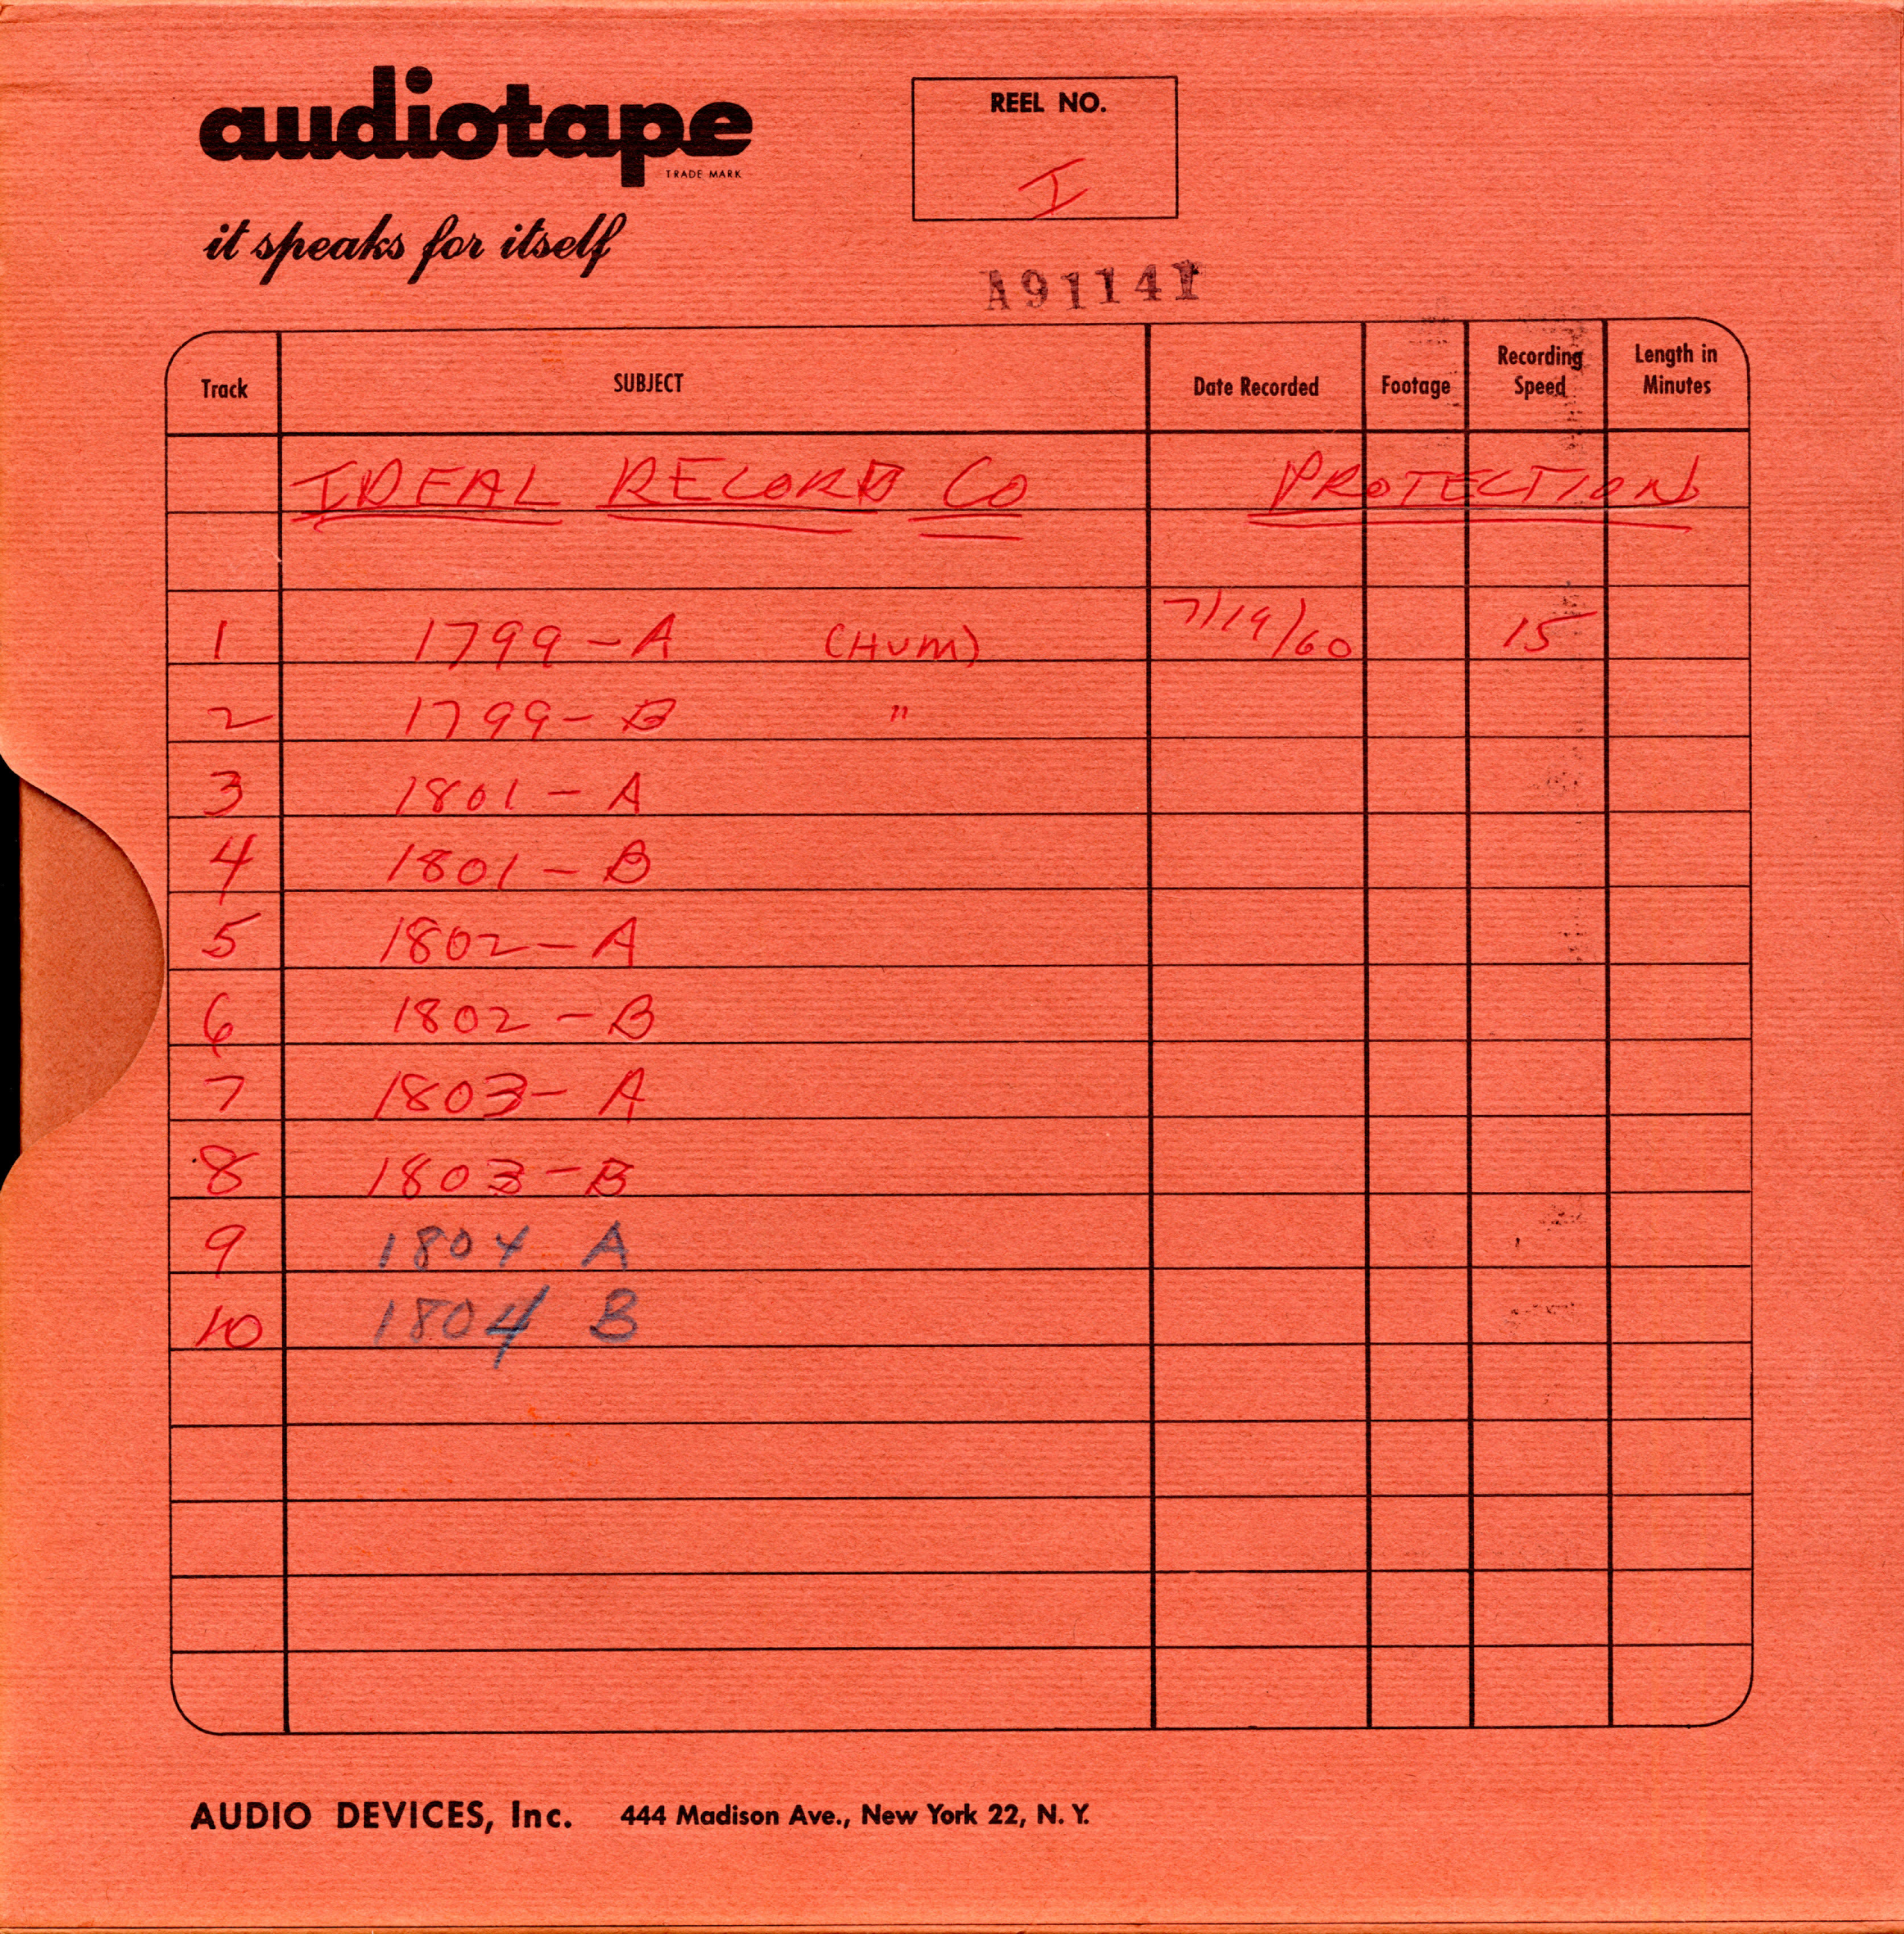 audiotape
TRADE MARK
it speaks for itself
REEL NO.
I
A91141
Track SUBJECT Date Recorded Footage Recording Speed Length in Minutes
IDEAL RECORD CO PROTECTION
1 1799-A (HUM) 7/19/60 15
2 1799-B "
3 1801-A
4 1801-B
5 1802-A
6 1802-B
7 1803-A
8 1803-B
9 1804 A
10 1804 B
AUDIO DEVICES, Inc. 444 Madison Ave., New York 22, N. Y.